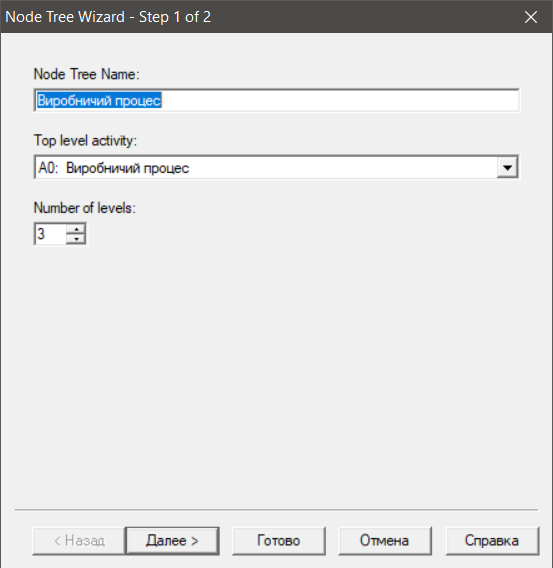 Node Tree Wizard - Step 1 of 2
Node Tree Name:
Виробничий процес
Top level activity:
A0: Виробничий процес
Number of levels:
3
< Назад
Далее >
Готово
Отмена
Справка